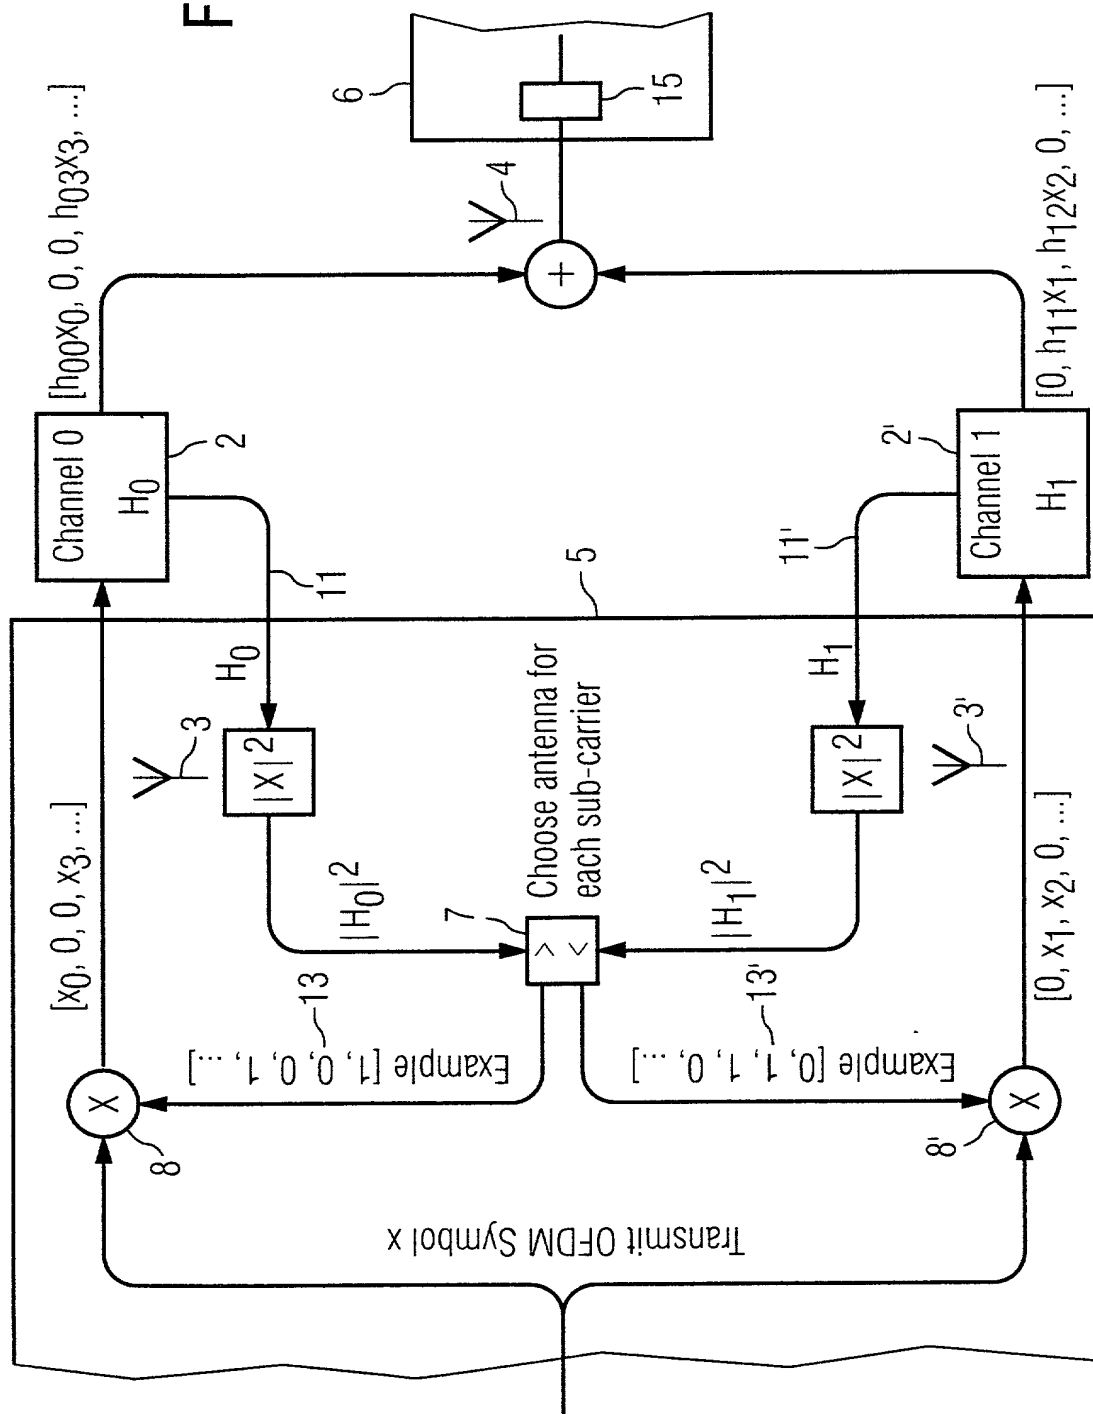 F
[x0, 0, 0, x3, ...]
Channel 0
H0
2
[h00x0, 0, 0, h03x3, ...]
8
X
3
H0
11
|X|2
|H0|2
13
Example [1, 0, 0, 1, ...]
Transmit OFDM Symbol x
7
>
<
Choose antenna for
each sub-carrier
5
+
4
6
15
Example [0, 1, 1, 0, ...]
13'
|H1|2
|X|2
H1
11'
3'
8'
X
[0, x1, x2, 0, ...]
2'
Channel 1
H1
[0, h11x1, h12x2, 0, ...]